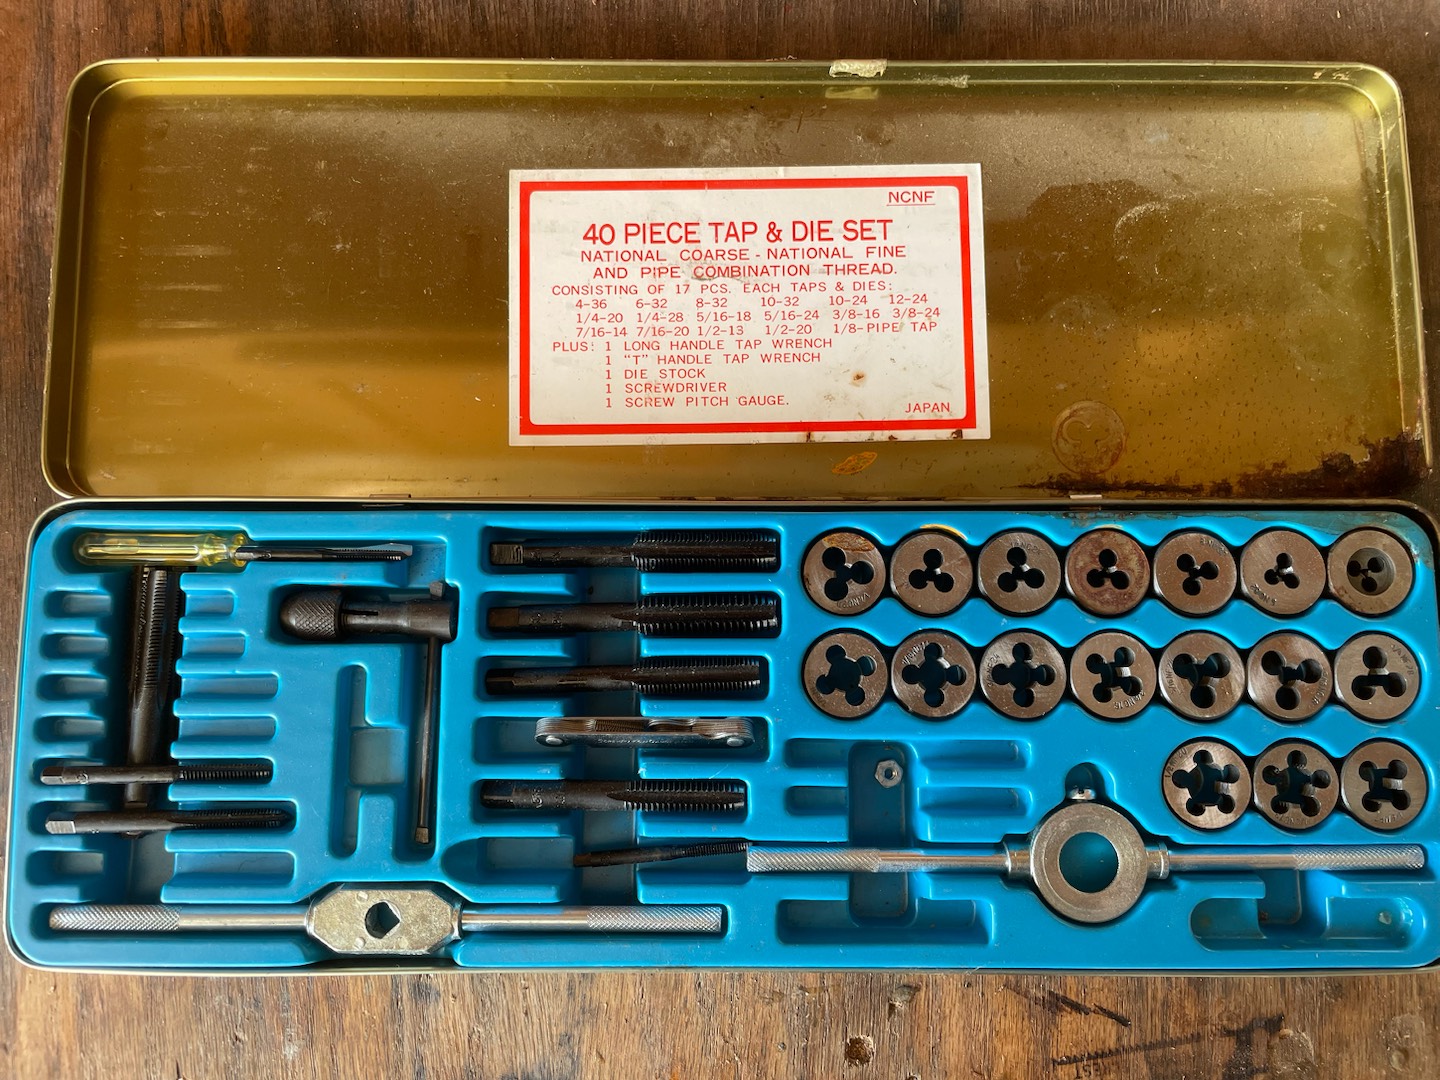 NCNF
40 PIECE TAP & DIE SET
NATIONAL COARSE - NATIONAL FINE
AND PIPE COMBINATION THREAD.
CONSISTING OF 17 PCS. EACH TAPS & DIES:
4-36 6-32 8-32 10-32 10-24 12-24
1/4-20 1/4-28 5/16-18 5/16-24 3/8-16 3/8-24
7/16-14 7/16-20 1/2-13 1/2-20 1/8-PIPE TAP
PLUS: 1 LONG HANDLE TAP WRENCH
1 "T" HANDLE TAP WRENCH
1 DIE STOCK
1 SCREWDRIVER
1 SCREW PITCH GAUGE.
JAPAN